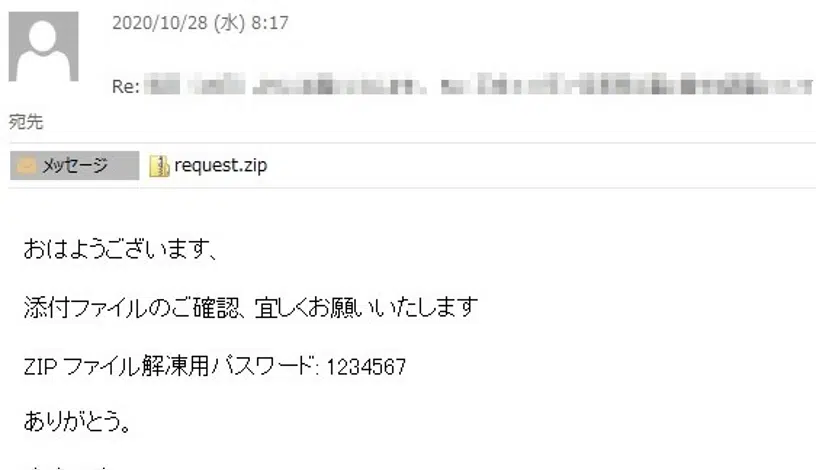 2020/10/28 (水) 8:17
Re:
宛先
メッセージ request.zip
おはようございます、
添付ファイルのご確認、宜しくお願いいたします
ZIP ファイル解凍用パスワード: 1234567
ありがとう。